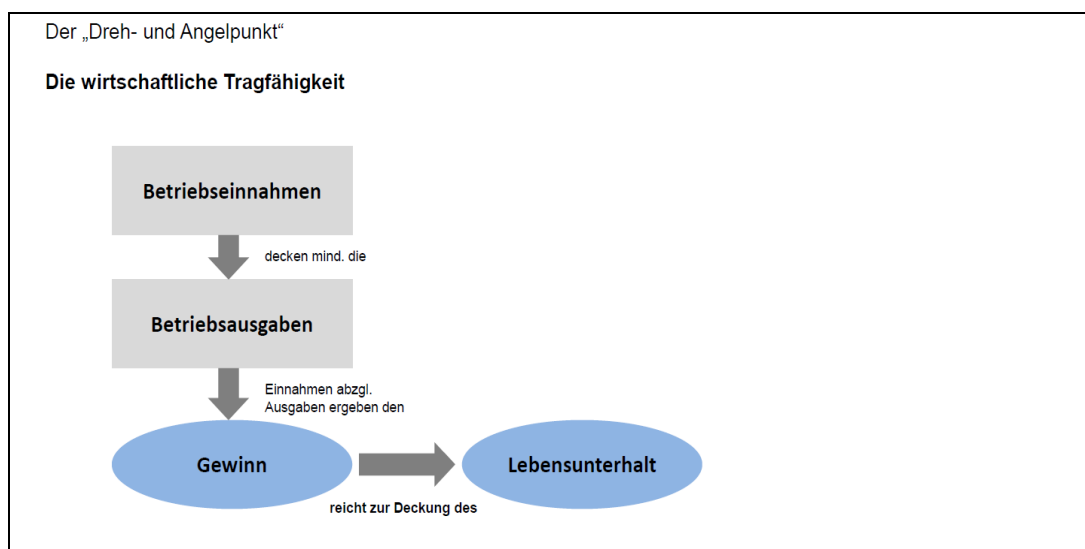 Der „Dreh- und Angelpunkt“
Die wirtschaftliche Tragfähigkeit
Betriebseinnahmen
decken mind. die
Betriebsausgaben
Einnahmen abzgl.
Ausgaben ergeben den
Gewinn
Lebensunterhalt
reicht zur Deckung des